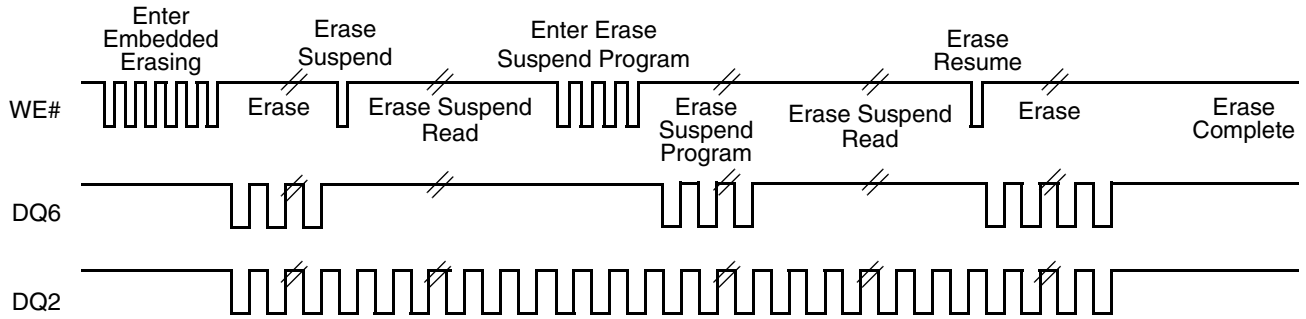 Enter
Embedded
Erasing
Erase
Suspend
Enter Erase
Suspend Program
Erase
Resume
WE#
Erase
Erase Suspend
Read
Erase
Suspend
Program
Erase Suspend
Read
Erase
Erase
Complete
DQ6
DQ2